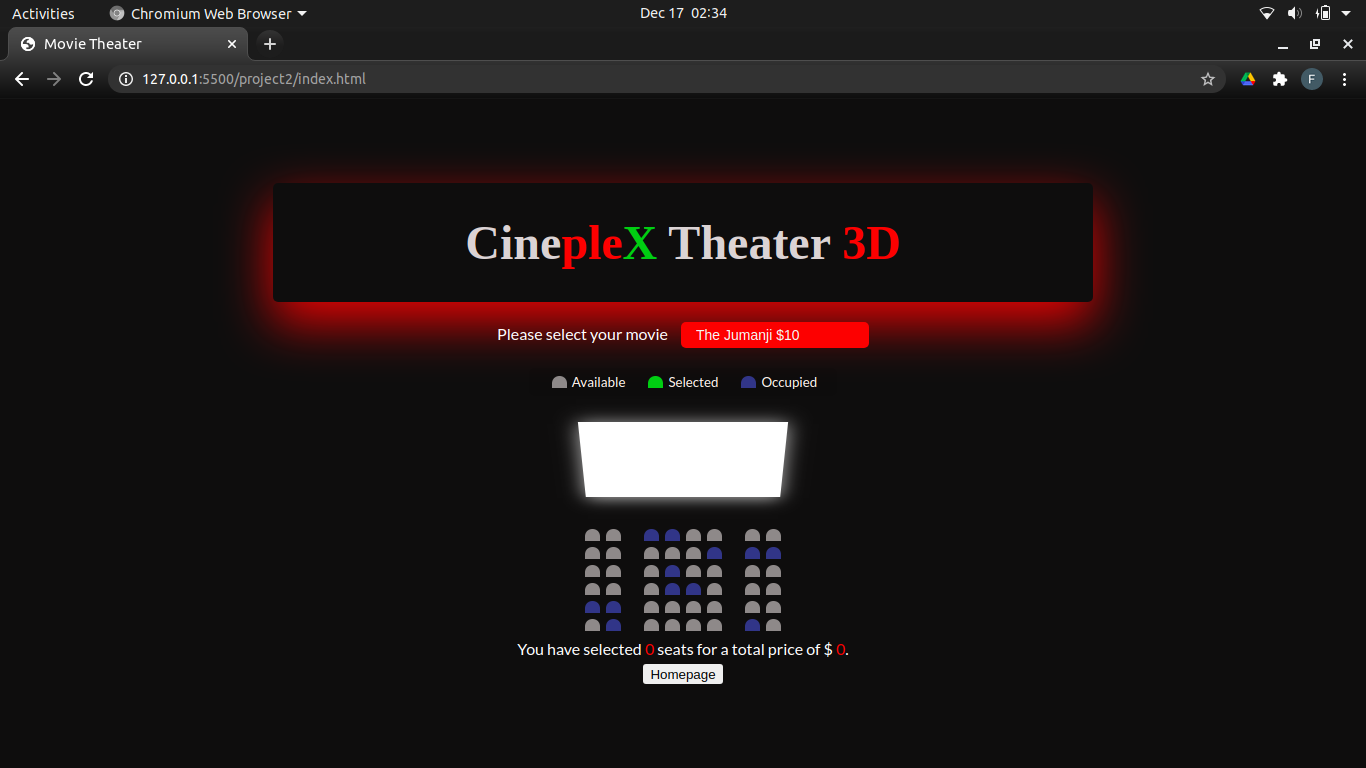 Activities Chromium Web Browser Dec 17 02:34
Movie Theater
127.0.0.1:5500/project2/index.html F
CinepleX Theater 3D
Please select your movie The Jumanji $10
Available Selected Occupied
You have selected 0 seats for a total price of $ 0.
Homepage